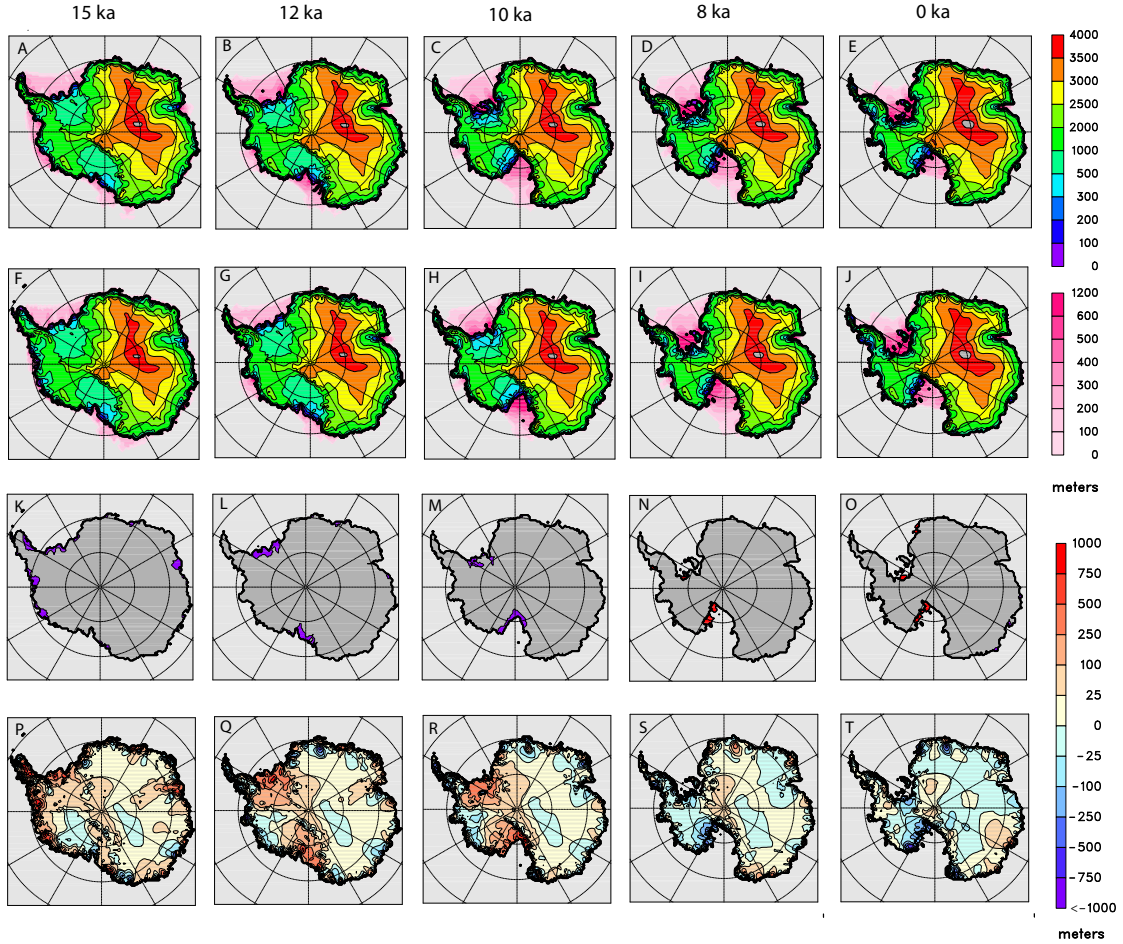 15 ka
12 ka
10 ka
8 ka
0 ka
A
B
C
D
E
4000
3500
2500
2000
1000
500
300
200
100
0
F
G
H
I
J
1200
600
500
400
300
200
100
0
meters
K
L
M
N
O
1000
750
500
250
100
25
0
-25
-100
-250
-500
-750
<-1000
meters
P
Q
R
S
T